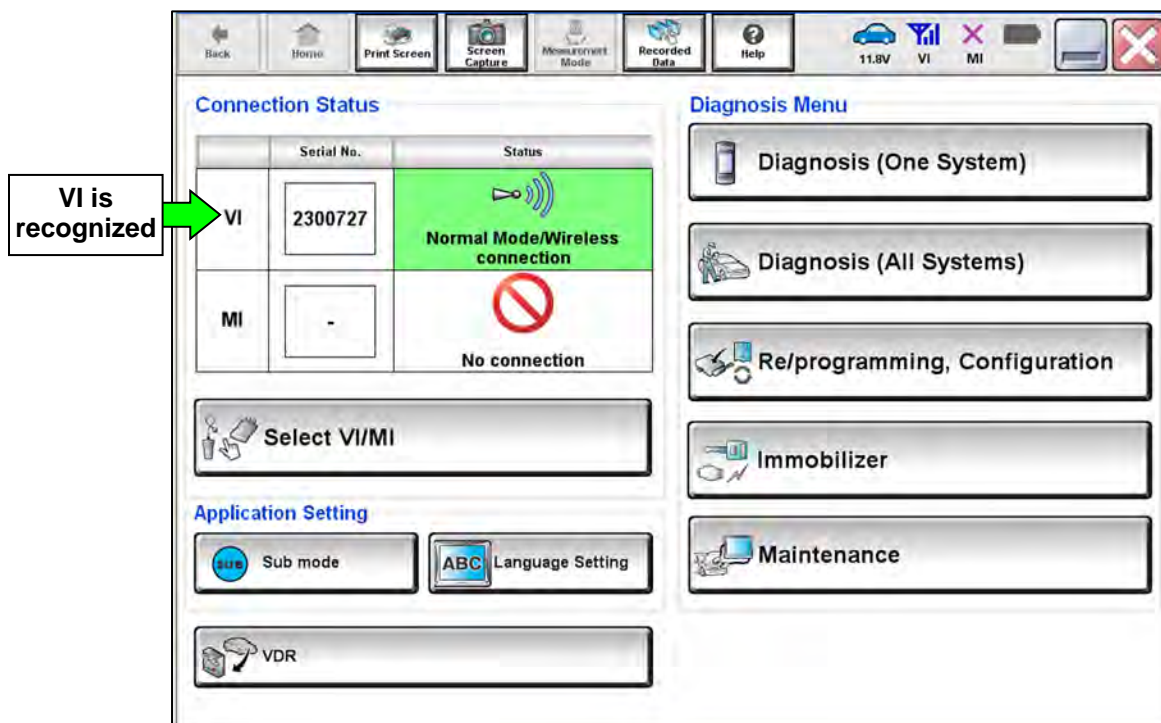 Back
Home
Print Screen
Screen
Capture
Measurement
Mode
Recorded
Data
?
Help
11.8V
VI
MI
Connection Status
Serial No.
Status
VI
2300727
Normal Mode/Wireless
connection
MI
-
No connection
Select VI/MI
Application Setting
SUB
Sub mode
ABC
Language Setting
VDR
Diagnosis Menu
Diagnosis (One System)
Diagnosis (All Systems)
Re/programming, Configuration
Immobilizer
Maintenance
VI is
recognized